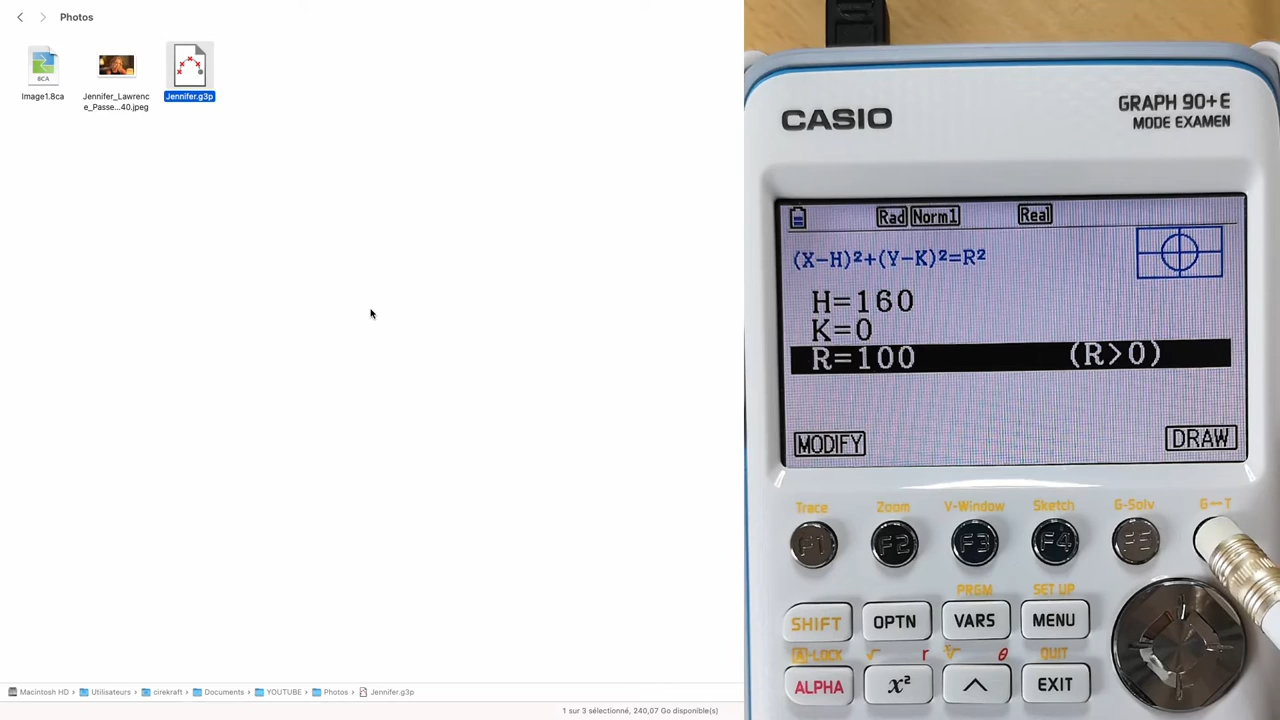 Photos
8CA
Image1.8ca
Jennifer_Lawrenc
e_Passe...40.jpeg
Jennifer.g3p
Macintosh HD
Utilisateurs
cirekraft
Documents
YOUTUBE
Photos
Jennifer.g3p
1 sur 3 sélectionné, 240,07 Go disponible(s)
CASIO
GRAPH 90+E
MODE EXAMEN
Rad Norm1 Real
(X-H)²+(Y-K)²=R²
H=160
K=0
R=100 (R>0)
MODIFY DRAW
Trace Zoom V-Window Sketch G-Solv G↔T
F1 F2 F3 F4 F5
PRGM SET UP
SHIFT OPTN VARS MENU
A-LOCK √ r ˣ√ θ QUIT
ALPHA x² ^ EXIT